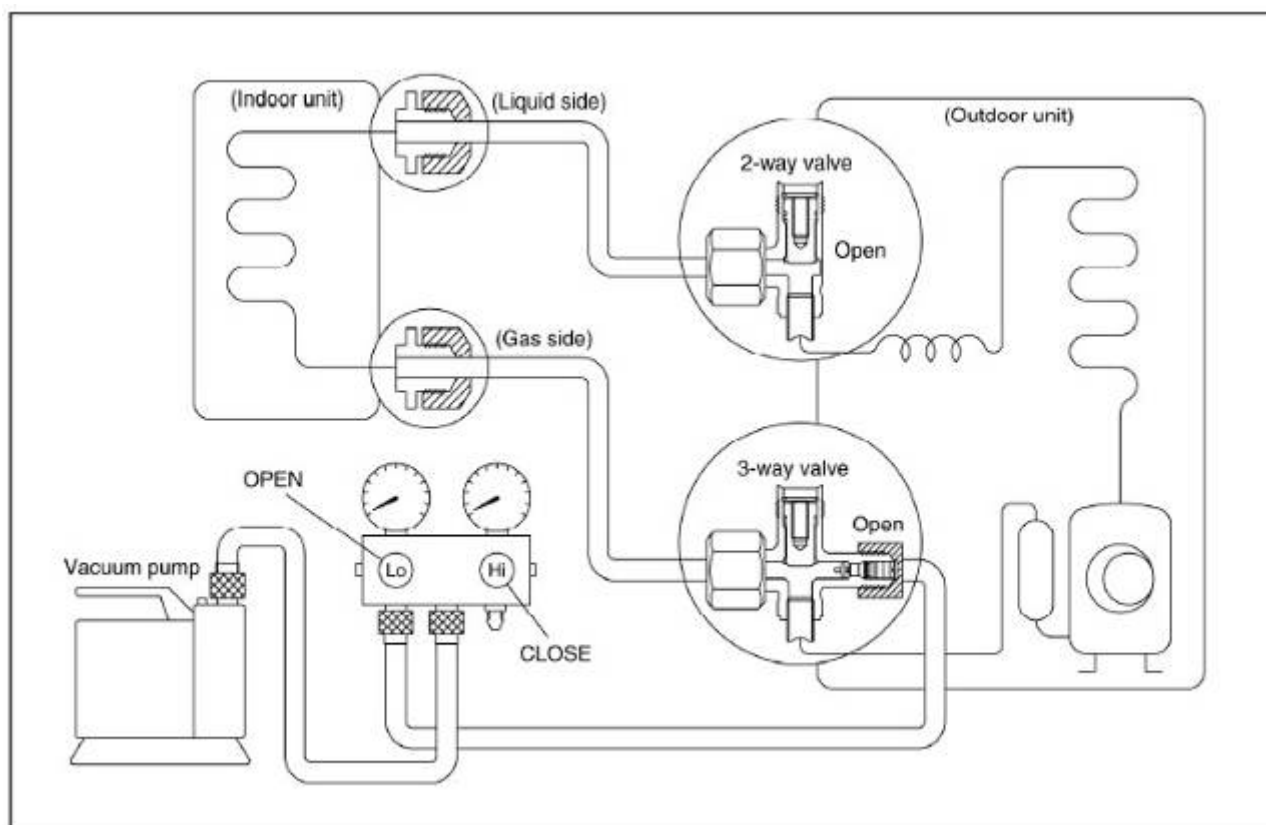 (Indoor unit)
(Liquid side)
(Outdoor unit)
2-way valve
Open
(Gas side)
3-way valve
Open
OPEN
Vacuum pump
Lo
Hi
CLOSE